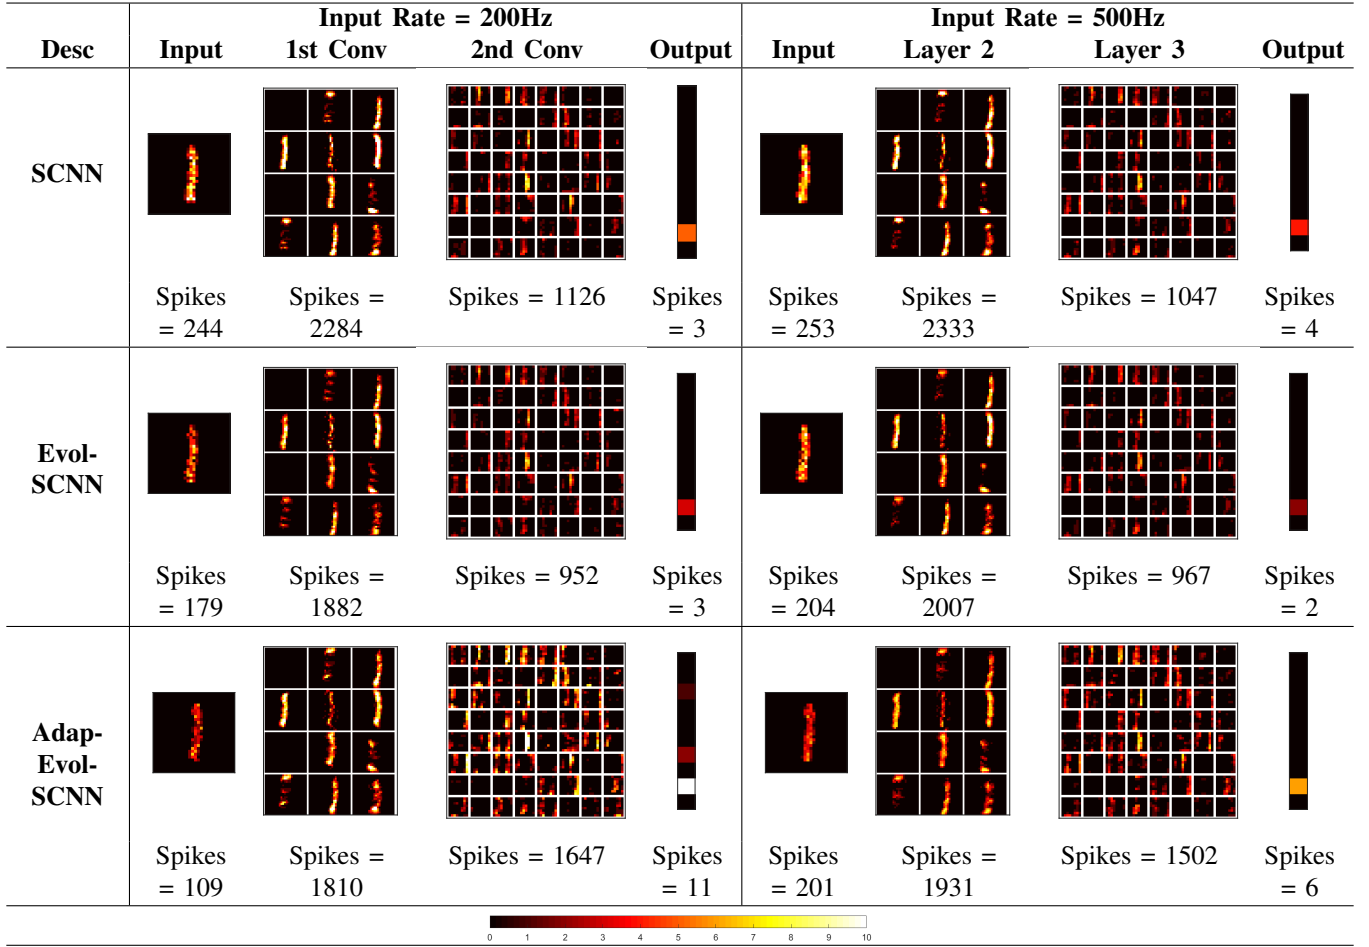 Input Rate = 200Hz Input Rate = 500Hz
Desc Input 1st Conv 2nd Conv Output Input Layer 2 Layer 3 Output
SCNN
Spikes = 244 Spikes = 2284 Spikes = 1126 Spikes = 3 Spikes = 253 Spikes = 2333 Spikes = 1047 Spikes = 4
Evol-
SCNN
Spikes = 179 Spikes = 1882 Spikes = 952 Spikes = 3 Spikes = 204 Spikes = 2007 Spikes = 967 Spikes = 2
Adap-
Evol-
SCNN
Spikes = 109 Spikes = 1810 Spikes = 1647 Spikes = 11 Spikes = 201 Spikes = 1931 Spikes = 1502 Spikes = 6
0 1 2 3 4 5 6 7 8 9 10